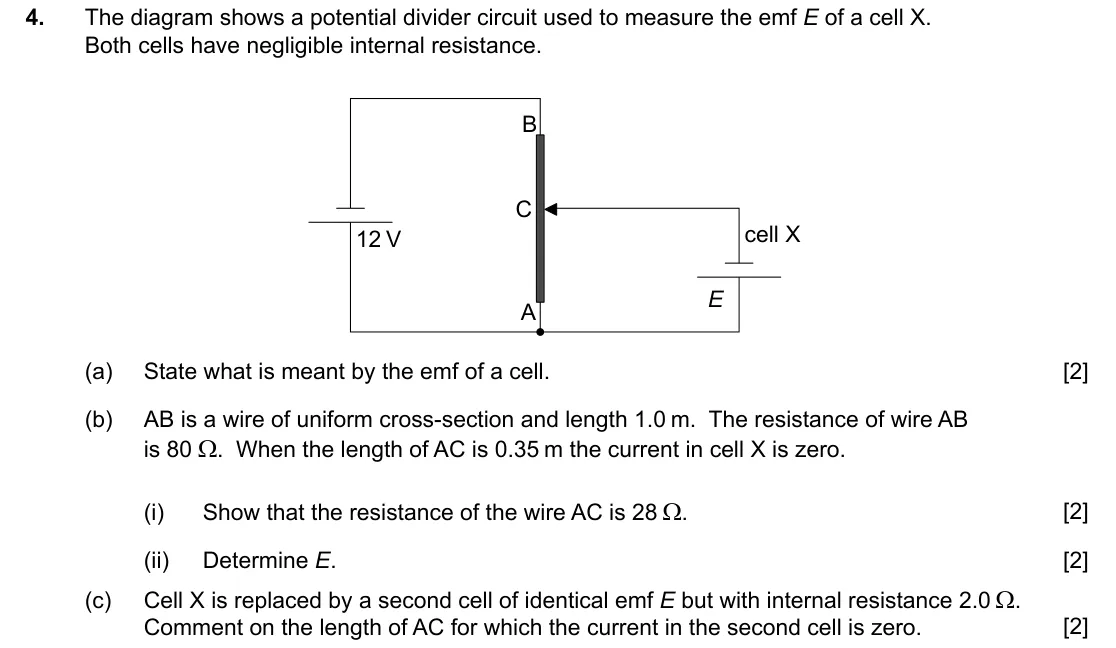 4. The diagram shows a potential divider circuit used to measure the emf E of a cell X.
Both cells have negligible internal resistance.
B
C
12 V
cell X
E
A
(a) State what is meant by the emf of a cell. [2]
(b) AB is a wire of uniform cross-section and length 1.0 m. The resistance of wire AB
is 80 Ω. When the length of AC is 0.35 m the current in cell X is zero.
(i) Show that the resistance of the wire AC is 28 Ω. [2]
(ii) Determine E. [2]
(c) Cell X is replaced by a second cell of identical emf E but with internal resistance 2.0 Ω.
Comment on the length of AC for which the current in the second cell is zero. [2]